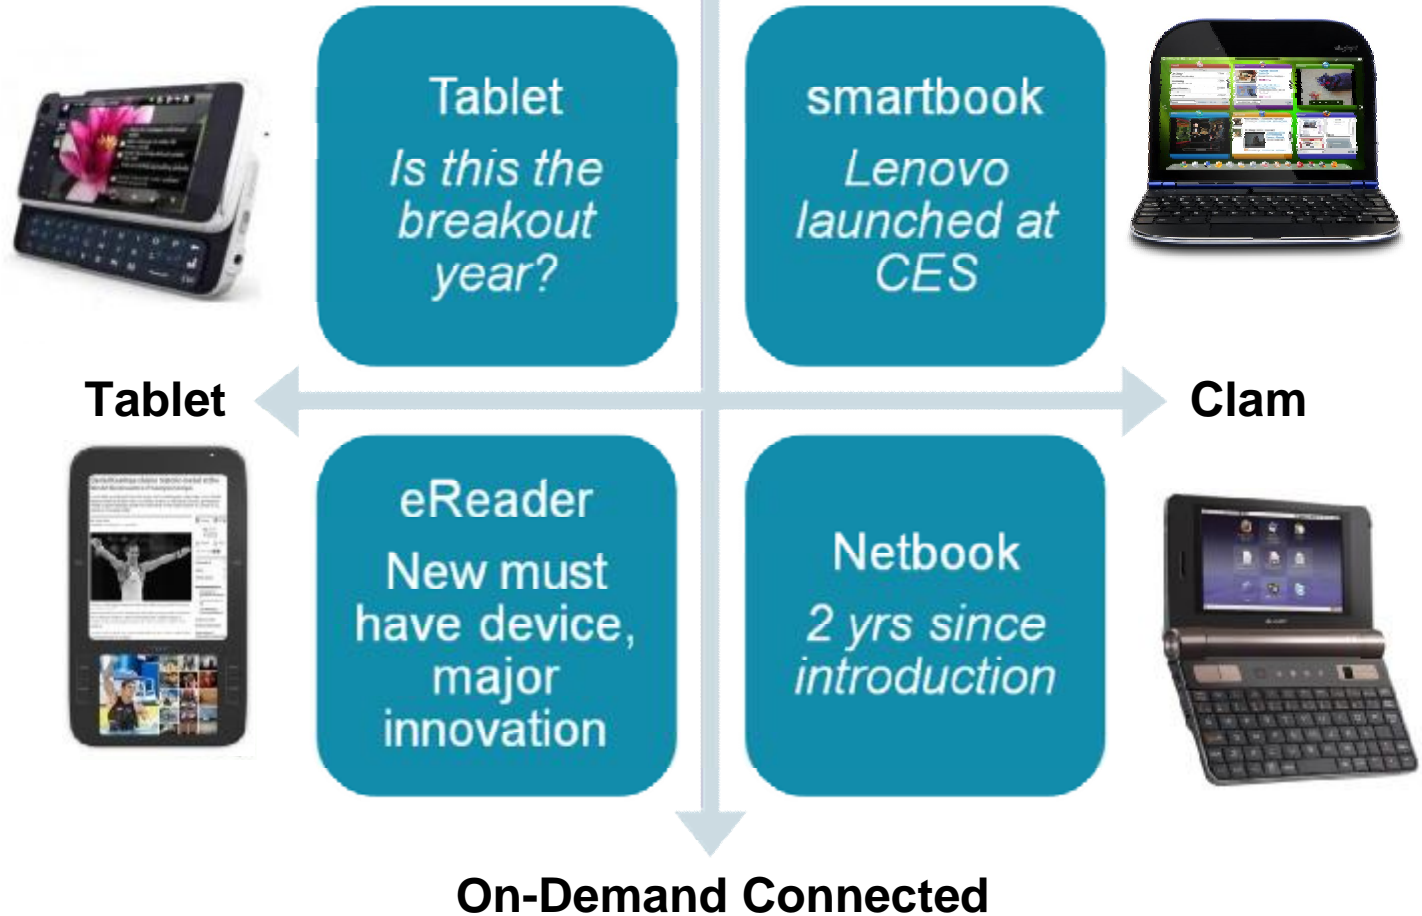 Tablet
Is this the
breakout
year?
smartbook
Lenovo
launched at
CES
Tablet
Clam
eReader
New must
have device,
major
innovation
Netbook
2 yrs since
introduction
On-Demand Connected